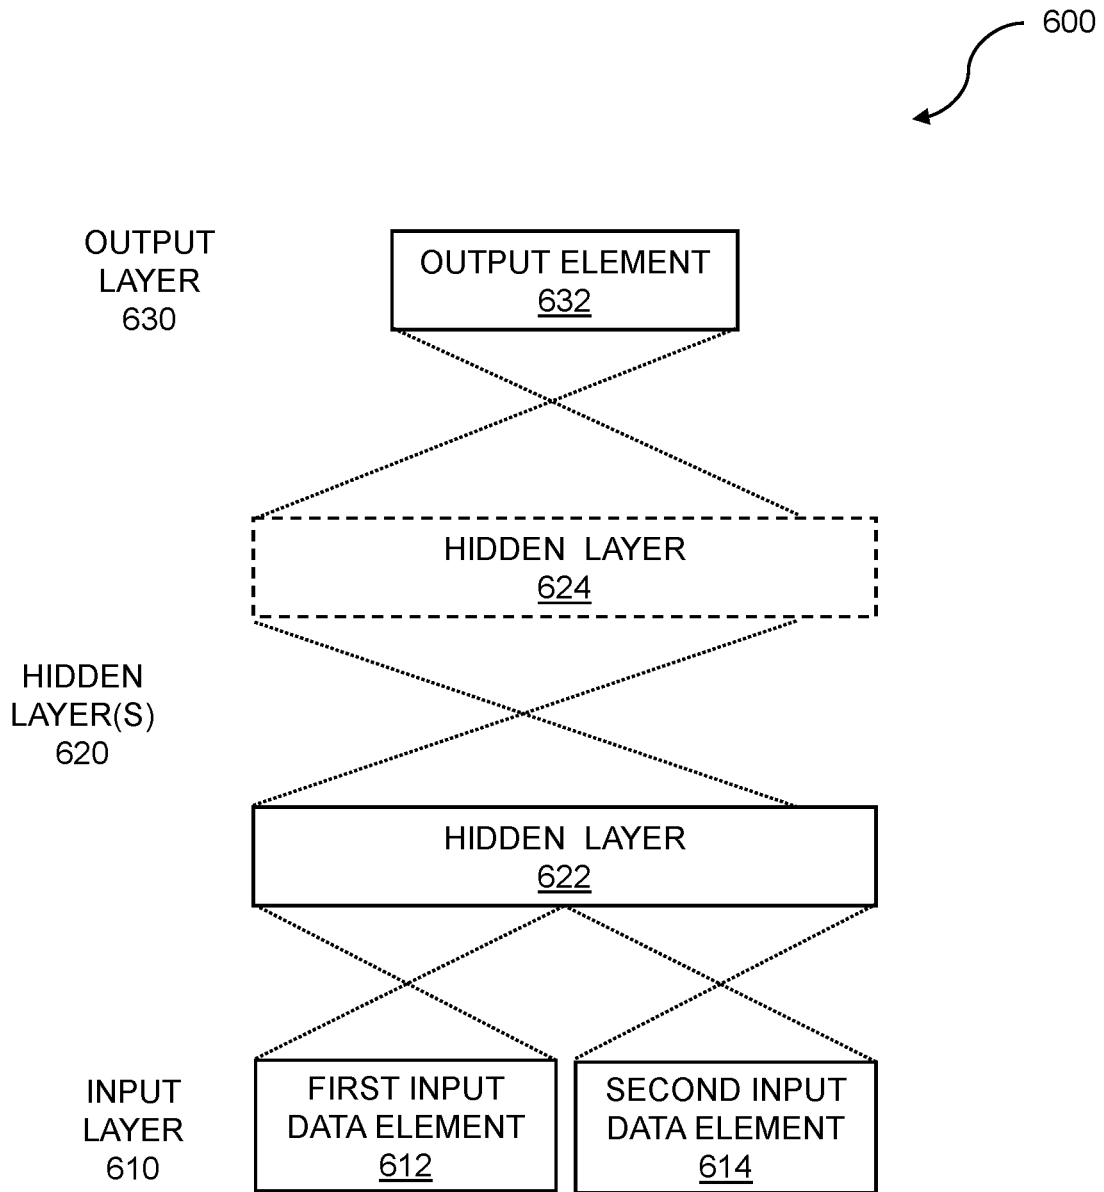 600
OUTPUT
LAYER
630
OUTPUT ELEMENT
632
HIDDEN LAYER
624
HIDDEN
LAYER(S)
620
HIDDEN LAYER
622
INPUT
LAYER
610
FIRST INPUT
DATA ELEMENT
612
SECOND INPUT
DATA ELEMENT
614